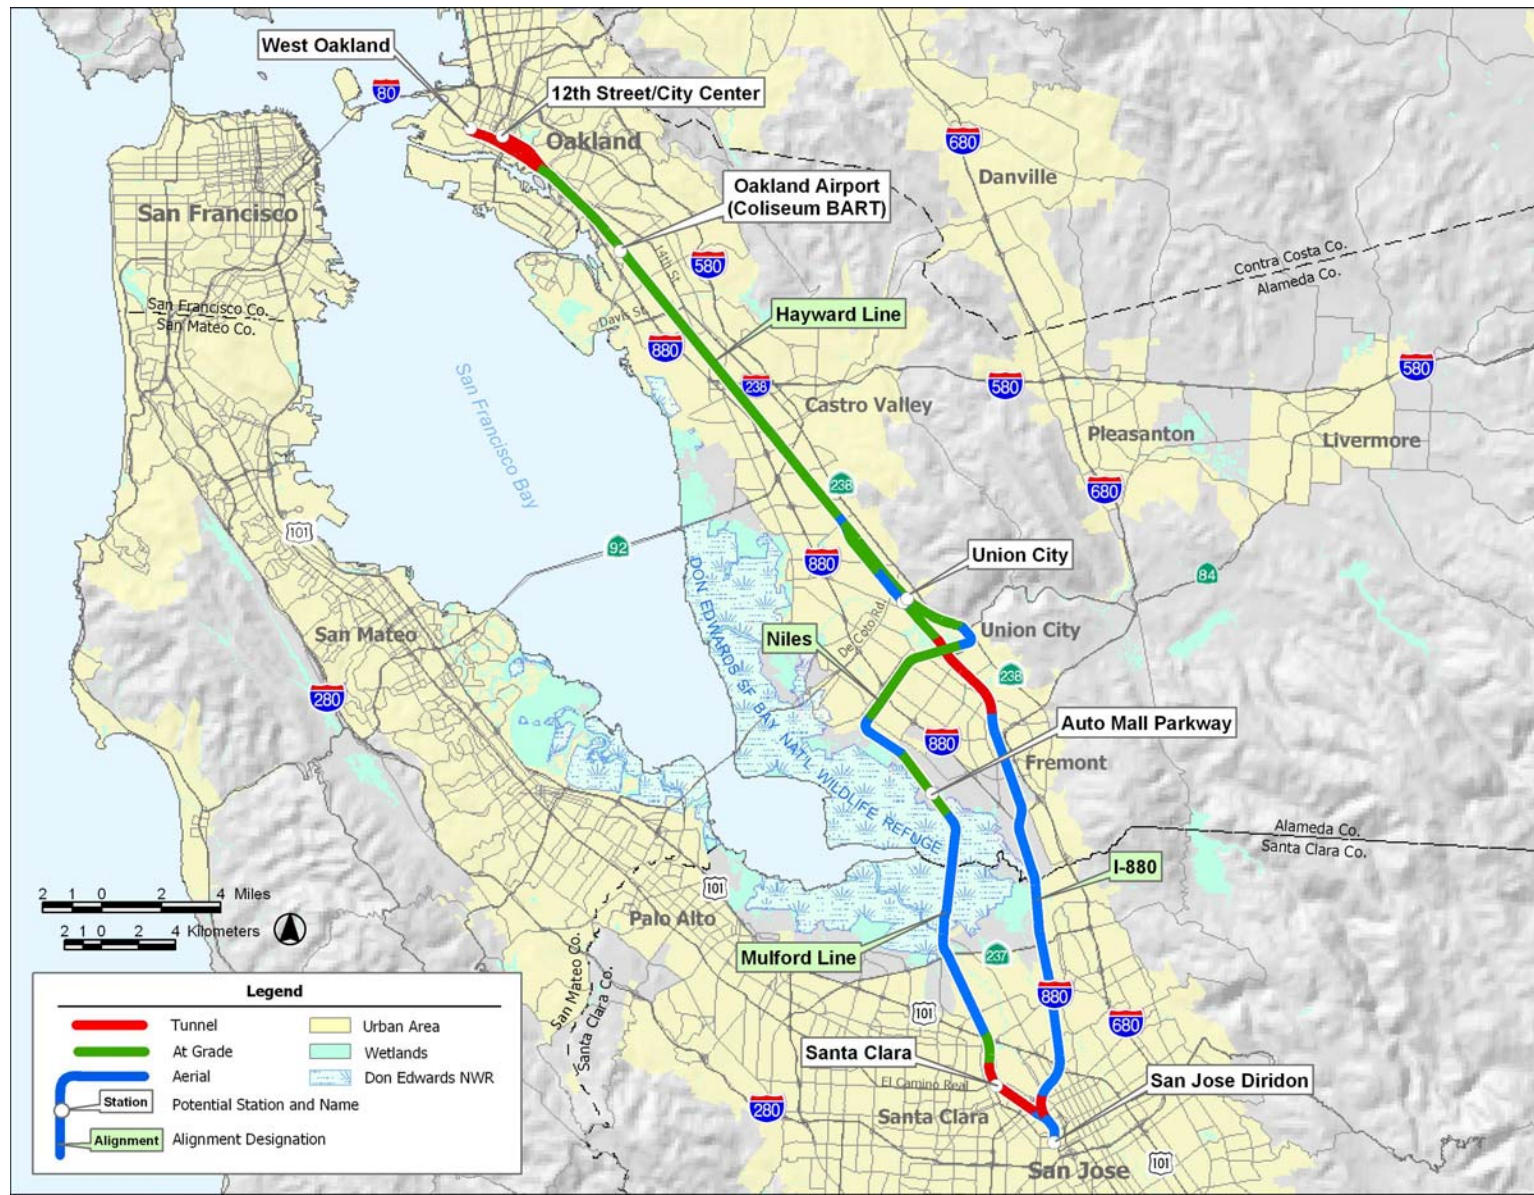 West Oakland
80
12th Street/City Center
Oakland
680
Danville
Oakland Airport
(Coliseum BART)
San Francisco
14th St
580
Contra Costa Co.
Alameda Co.
San Francisco Co.
San Mateo Co.
Davis St.
Hayward Line
880
San Francisco Bay
238
580
580
Castro Valley
Pleasanton
Livermore
238
680
101
92
880
Union City
84
DON EDWARDS SF BAY NAT'L WILDLIFE REFUGE
De Coto Rd.
San Mateo
Niles
Union City
238
280
Auto Mall Parkway
880
Fremont
Alameda Co.
Santa Clara Co.
I-880
101
Palo Alto
2 1 0 2 4 Miles
2 1 0 2 4 Kilometers
Mulford Line
237
San Mateo Co.
Santa Clara Co.
880
101
680
Santa Clara
El Camino Real
San Jose Diridon
280
Santa Clara
San Jose
101
Legend
Tunnel
Urban Area
At Grade
Wetlands
Aerial
Don Edwards NWR
Station
Potential Station and Name
Alignment
Alignment Designation